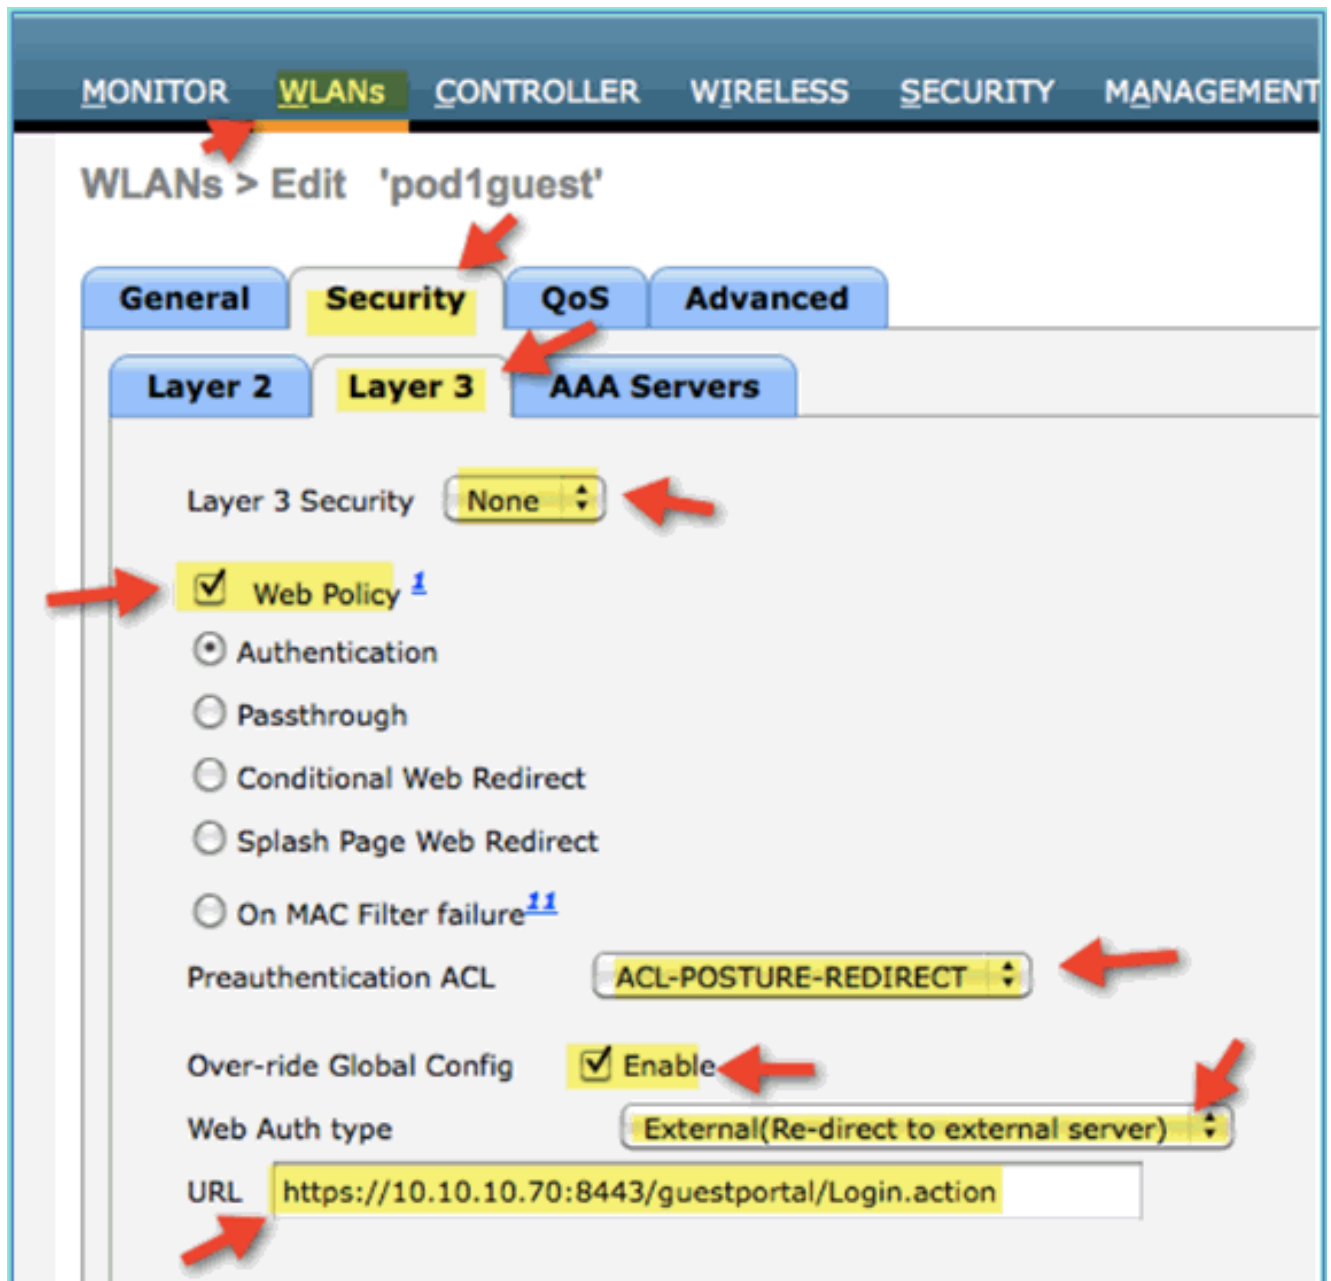 MONITOR WLANs CONTROLLER WIRELESS SECURITY MANAGEMENT
WLANs > Edit 'pod1guest'
General Security QoS Advanced
Layer 2 Layer 3 AAA Servers
Layer 3 Security None
Web Policy 1
Authentication
Passthrough
Conditional Web Redirect
Splash Page Web Redirect
On MAC Filter failure11
Preauthentication ACL ACL-POSTURE-REDIRECT
Over-ride Global Config Enable
Web Auth type External(Re-direct to external server)
URL https://10.10.10.70:8443/guestportal/Login.action